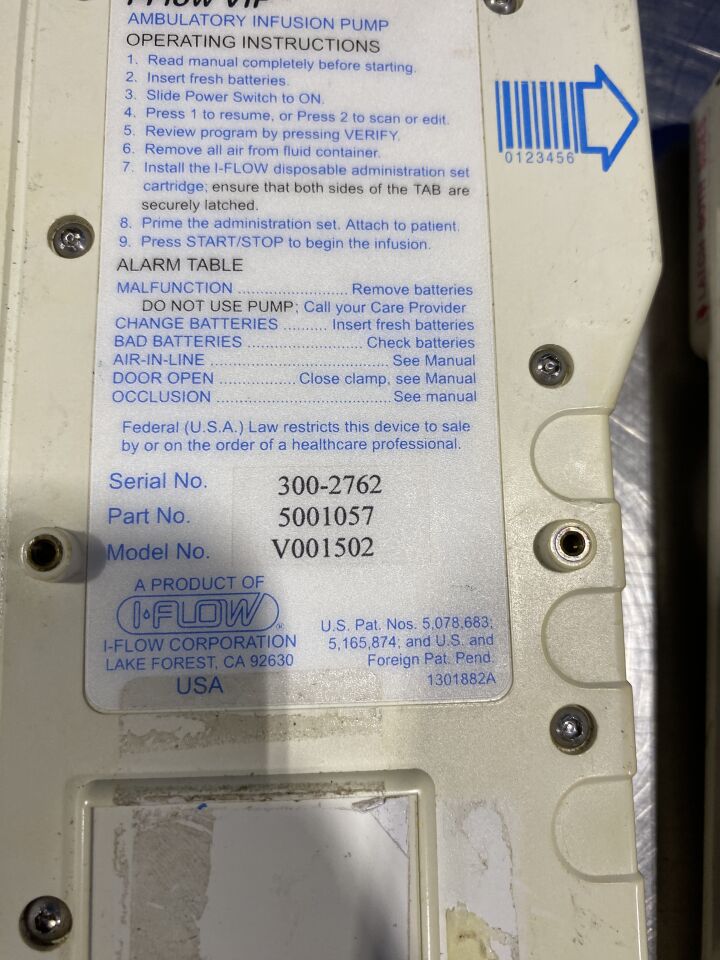 I-Flow VIP
AMBULATORY INFUSION PUMP
OPERATING INSTRUCTIONS
1. Read manual completely before starting.
2. Insert fresh batteries.
3. Slide Power Switch to ON.
4. Press 1 to resume, or Press 2 to scan or edit.
5. Review program by pressing VERIFY.
6. Remove all air from fluid container.
7. Install the I-FLOW disposable administration set
cartridge; ensure that both sides of the TAB are
securely latched.
8. Prime the administration set. Attach to patient.
9. Press START/STOP to begin the infusion.
ALARM TABLE
MALFUNCTION ........................ Remove batteries
DO NOT USE PUMP; Call your Care Provider
CHANGE BATTERIES .......... Insert fresh batteries
BAD BATTERIES ........................... Check batteries
AIR-IN-LINE ....................................... See Manual
DOOR OPEN ................. Close clamp, see Manual
OCCLUSION ....................................... See manual
Federal (U.S.A.) Law restricts this device to sale
by or on the order of a healthcare professional.
Serial No. 300-2762
Part No. 5001057
Model No. V001502
A PRODUCT OF
I-FLOW®
I-FLOW CORPORATION
LAKE FOREST, CA 92630
USA
U.S. Pat. Nos. 5,078,683;
5,165,874; and U.S. and
Foreign Pat. Pend.
1301882A
0123456